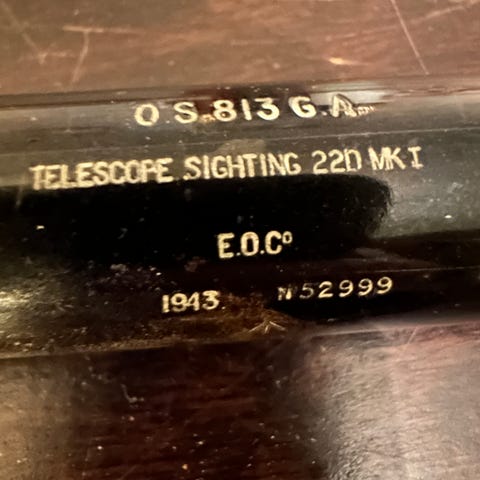 O.S.813 G.A.
TELESCOPE SIGHTING 22D MK I
E.O.Cº
1943. Nº52999